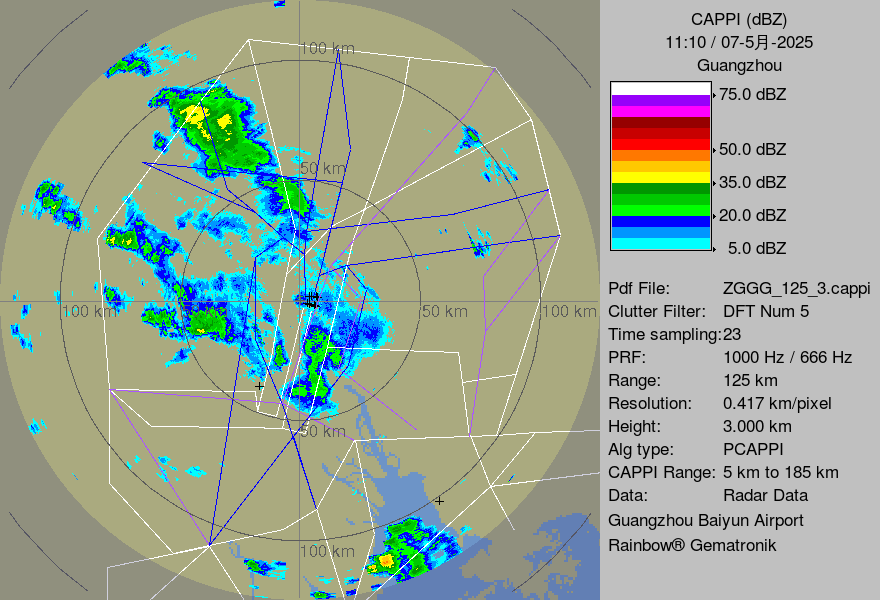 CAPPI (dBZ)
11:10 / 07-5月-2025
Guangzhou
75.0 dBZ
50.0 dBZ
35.0 dBZ
20.0 dBZ
5.0 dBZ
Pdf File: ZGGG_125_3.cappi
Clutter Filter: DFT Num 5
Time sampling:23
PRF: 1000 Hz / 666 Hz
Range: 125 km
Resolution: 0.417 km/pixel
Height: 3.000 km
Alg type: PCAPPI
CAPPI Range: 5 km to 185 km
Data: Radar Data
Guangzhou Baiyun Airport
Rainbow® Gematronik
100 km
50 km
100 km
50 km
100 km
50 km
100 km